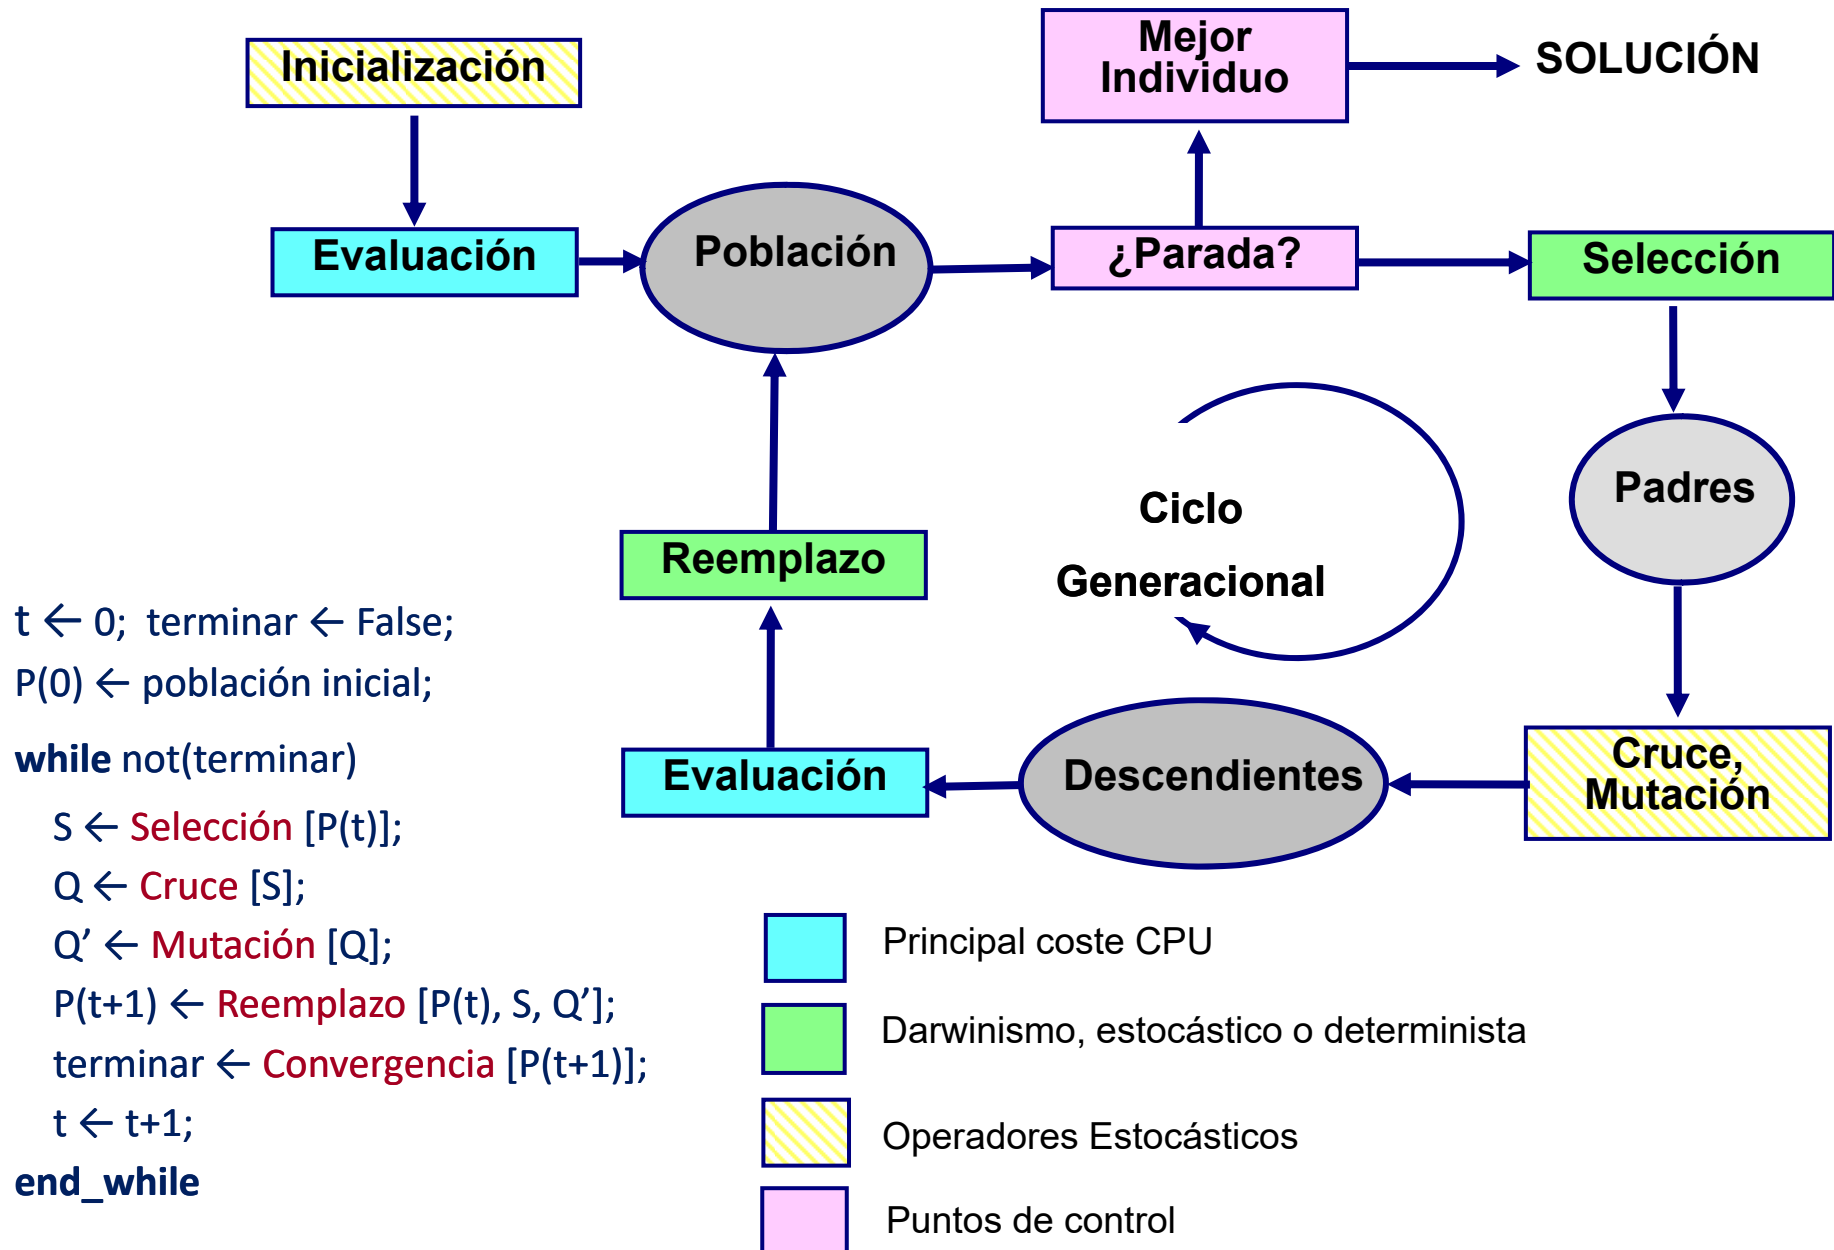 Inicialización
Mejor
Individuo
SOLUCIÓN
Evaluación
Población
¿Parada?
Selección
Padres
Ciclo
Generacional
Reemplazo
Evaluación
Descendientes
Cruce,
Mutación
t ← 0;  terminar ← False;
P(0) ← población inicial;
while not(terminar)
S ← Selección [P(t)];
Q ← Cruce [S];
Q’ ← Mutación [Q];
P(t+1) ← Reemplazo [P(t), S, Q’];
terminar ← Convergencia [P(t+1)];
t ← t+1;
end_while
Principal coste CPU
Darwinismo, estocástico o determinista
Operadores Estocásticos
Puntos de control